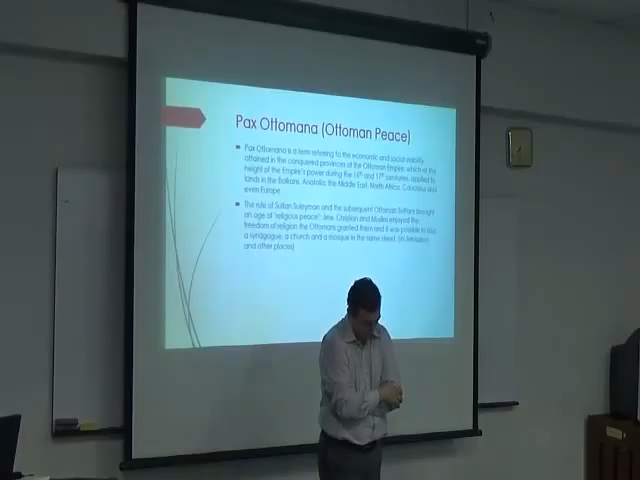 Pax Ottomana (Ottoman Peace)
Pax Ottomana is a term referring to the economic and social stability
attained in the conquered provinces of the Ottoman Empire, which at the
height of the Empire's power during the 16th and 17th centuries, applied to
lands in the Balkans, Anatolia, the Middle East, North Africa, Caucasus and
even Europe
The rule of Sultan Suleyman and the subsequent Ottoman Sultans brought
an age of "religious peace"; Jew, Christian and Muslim enjoyed the
freedom of religion the Ottomans granted them and it was possible to
a synagogue, a church and a mosque in the same street (in Jerusalem
and other places)